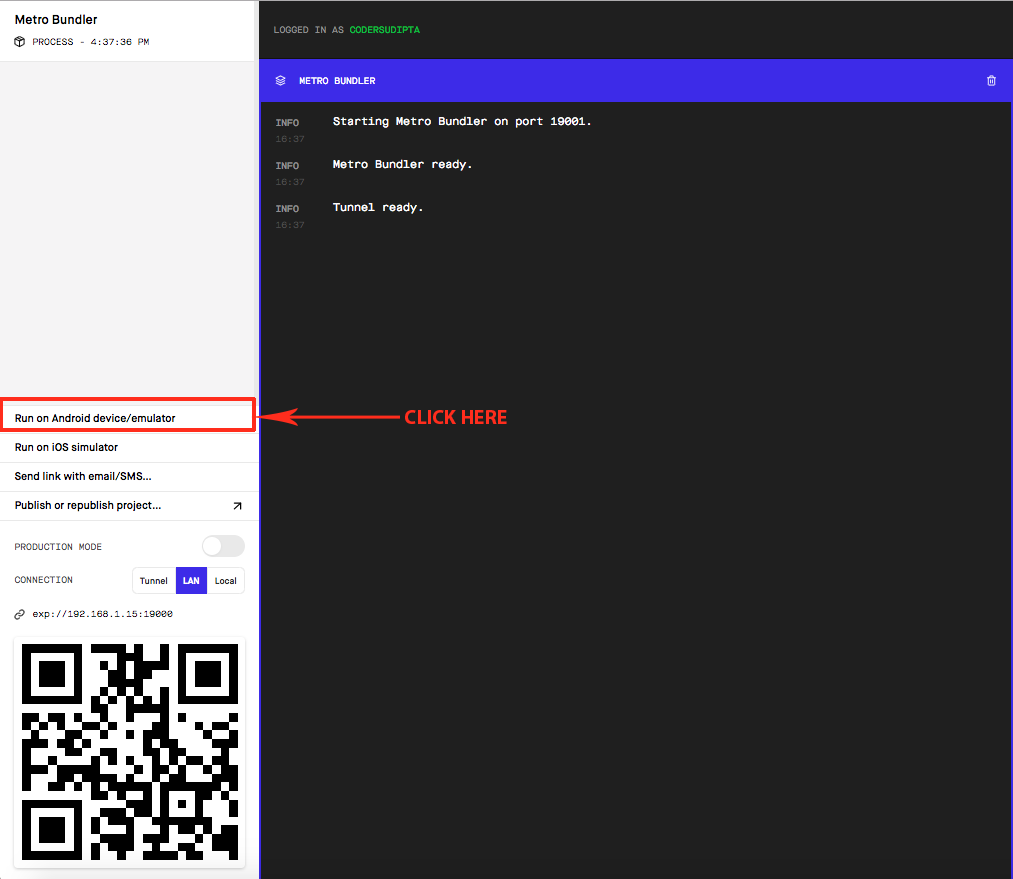 Metro Bundler
PROCESS - 4:37:36 PM
Run on Android device/emulator
Run on iOS simulator
Send link with email/SMS...
Publish or republish project...
PRODUCTION MODE
CONNECTION
Tunnel LAN Local
exp://192.168.1.15:19000
LOGGED IN AS CODERSUDIPTA
METRO BUNDLER
INFO Starting Metro Bundler on port 19001.
16:37
INFO Metro Bundler ready.
16:37
INFO Tunnel ready.
16:37
CLICK HERE